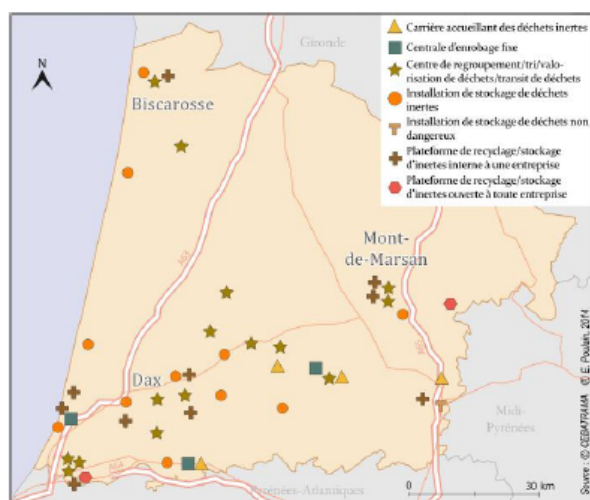 Gironde
N
Biscarosse
Carrière accueillant des déchets inertes
Centrale d'enrobage fixe
Centre de regroupement/tri/valo-
risation de déchets/transit de déchets
Installation de stockage de déchets
inertes
Installation de stockage de déchets non
dangereux
Plateforme de recyclage/stockage
d'inertes interne à une entreprise
Plateforme de recyclage/stockage
d'inertes ouverte à toute entreprise
Mont-
de-Marsan
Dax
A64
Midi-
Pyrénées
Pyrénées-Atlantiques
0 30 km
Source : © CEBATRAMA © E. Poulain, 2014